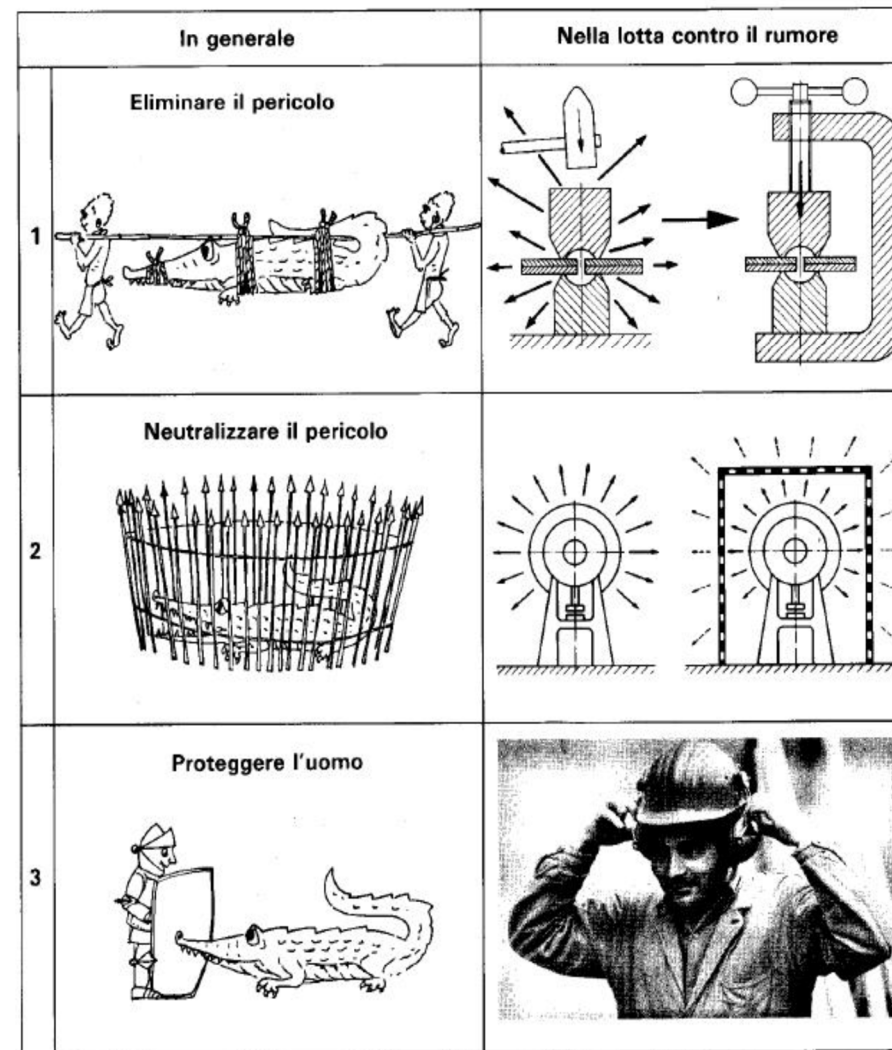 In generale
Nella lotta contro il rumore
1
Eliminare il pericolo
2
Neutralizzare il pericolo
3
Proteggere l'uomo